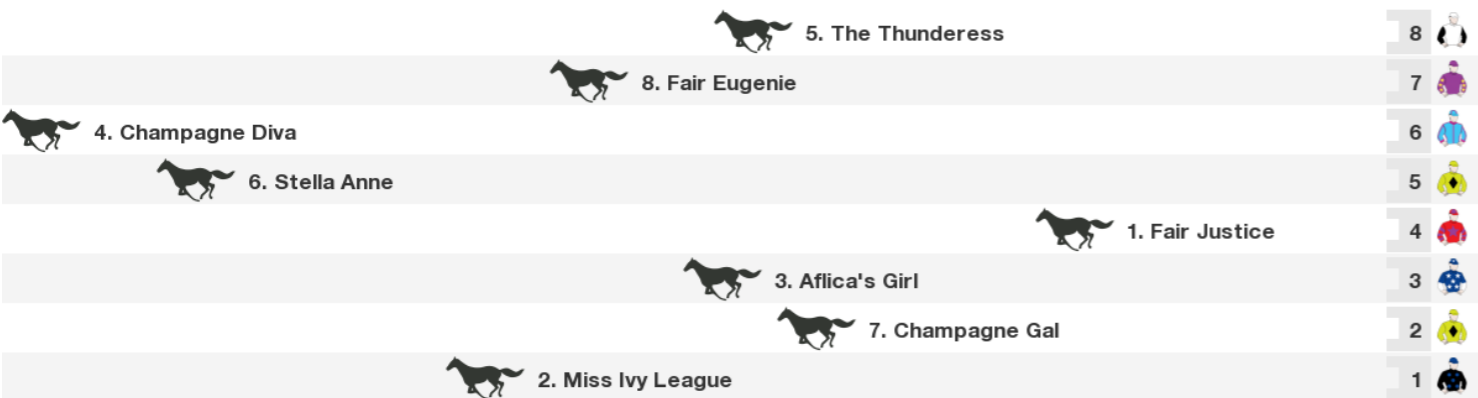 5. The Thunderess 8
8. Fair Eugenie 7
4. Champagne Diva 6
6. Stella Anne 5
1. Fair Justice 4
3. Aflica's Girl 3
7. Champagne Gal 2
2. Miss Ivy League 1